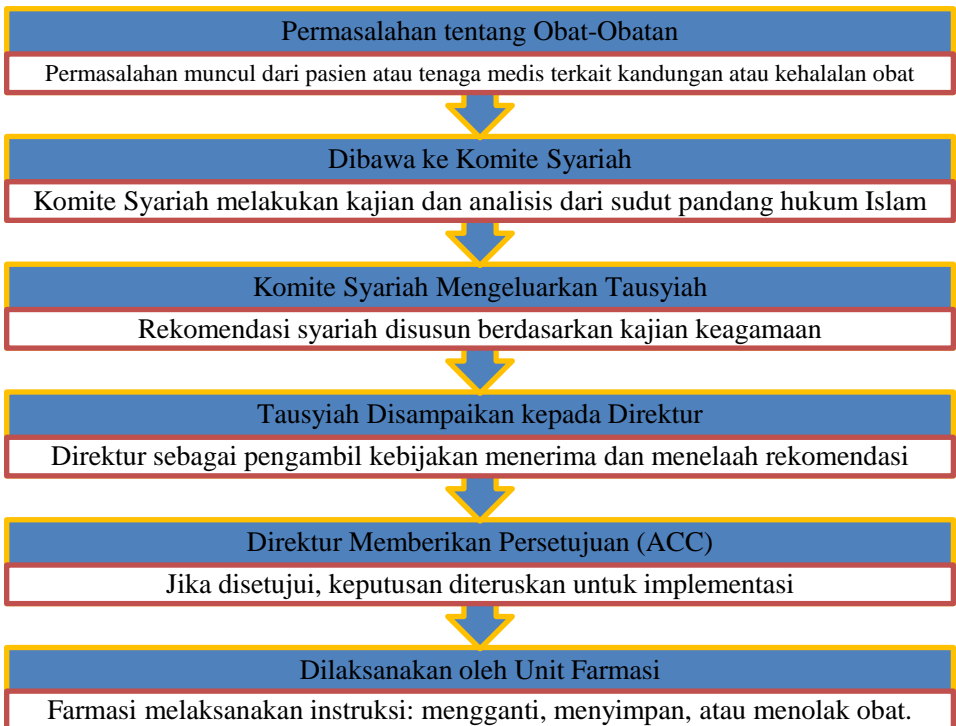 Permasalahan tentang Obat-Obatan
Permasalahan muncul dari pasien atau tenaga medis terkait kandungan atau kehalalan obat
Dibawa ke Komite Syariah
Komite Syariah melakukan kajian dan analisis dari sudut pandang hukum Islam
Komite Syariah Mengeluarkan Tausyiah
Rekomendasi syariah disusun berdasarkan kajian keagamaan
Tausyiah Disampaikan kepada Direktur
Direktur sebagai pengambil kebijakan menerima dan menelaah rekomendasi
Direktur Memberikan Persetujuan (ACC)
Jika disetujui, keputusan diteruskan untuk implementasi
Dilaksanakan oleh Unit Farmasi
Farmasi melaksanakan instruksi: mengganti, menyimpan, atau menolak obat.